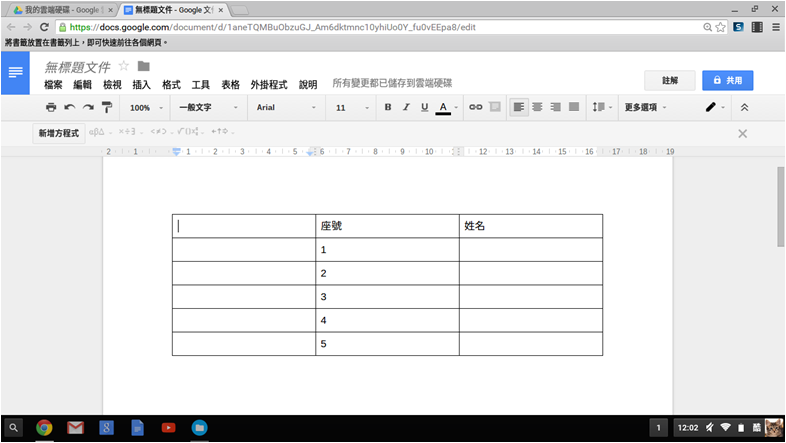 我的雲端硬碟 - Google
無標題文件 - Google 文
https://docs.google.com/document/d/1aneTQMBuObzuGJ_Am6dktmnc10yhiUo0Y_fu0vEEpa8/edit
將書籤放置在書籤列上，即可快速前往各個網頁。
無標題文件
檔案 編輯 檢視 插入 格式 工具 表格 外掛程式 說明 所有變更都已儲存到雲端硬碟
註解 共用
100% 一般文字 Arial 11 B I U A 更多選項
新增方程式
2 1 1 2 3 4 5 6 7 8 9 10 12 13 14 15 16 17 18 19
座號 姓名
1
2
3
4
5
1 12:02 酷